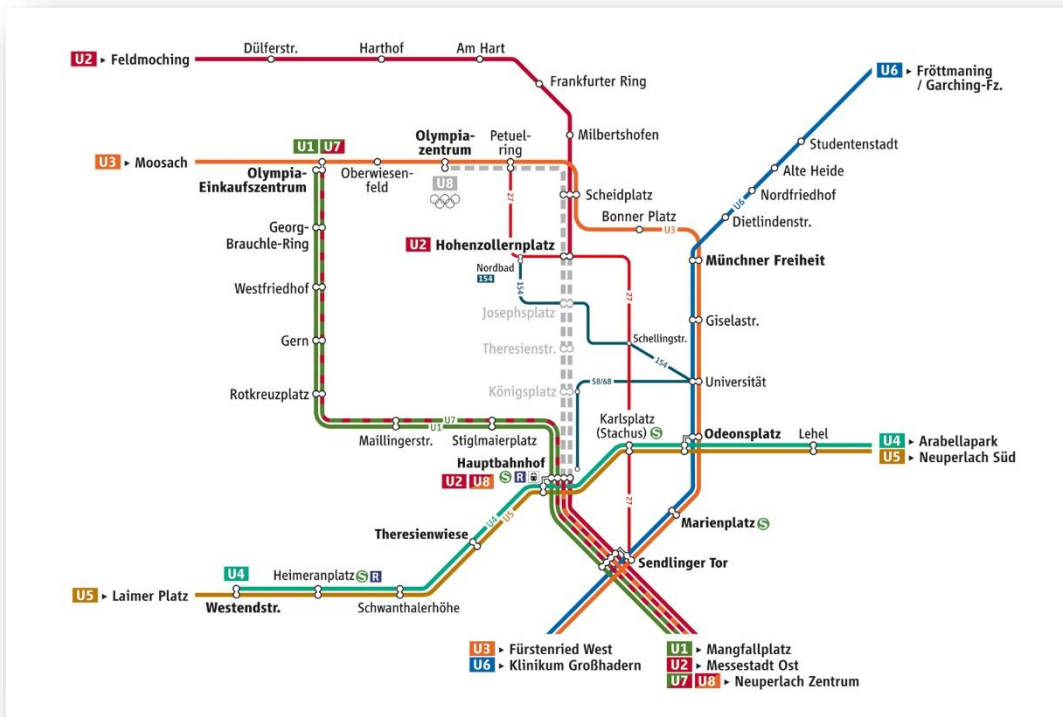 U2 ▸ Feldmoching
Dülferstr.
Harthof
Am Hart
Frankfurter Ring
Milbertshofen
U6 ▸ Fröttmaning
/ Garching-Fz.
Studentenstadt
Alte Heide
Nordfriedhof
U6
Dietlindenstr.
U1 U7
Olympia-
zentrum
Petuel-
ring
U3 ▸ Moosach
Olympia-
Einkaufszentrum
Oberwiesen-
feld
U8
27
Scheidplatz
Bonner Platz
U3
Georg-
Brauchle-Ring
U2 Hohenzollernplatz
Münchner Freiheit
Nordbad
154
154
27
Westfriedhof
Josephsplatz
Giselastr.
Gern
Theresienstr.
Schellingstr.
154
Rotkreuzplatz
Königsplatz
58/68
Universität
U7
U1
Maillingerstr.
Stiglmaierplatz
Karlsplatz
(Stachus) S
Odeonsplatz
Lehel
U4 ▸ Arabellapark
U5 ▸ Neuperlach Süd
Hauptbahnhof
U2 U8 S R
27
U4
U5
Theresienwiese
Marienplatz S
Sendlinger Tor
U4
Heimeranplatz S R
U5 ▸ Laimer Platz
Westendstr.
Schwanthalerhöhe
U3 ▸ Fürstenried West
U6 ▸ Klinikum Großhadern
U1 ▸ Mangfallplatz
U2 ▸ Messestadt Ost
U7 U8 ▸ Neuperlach Zentrum